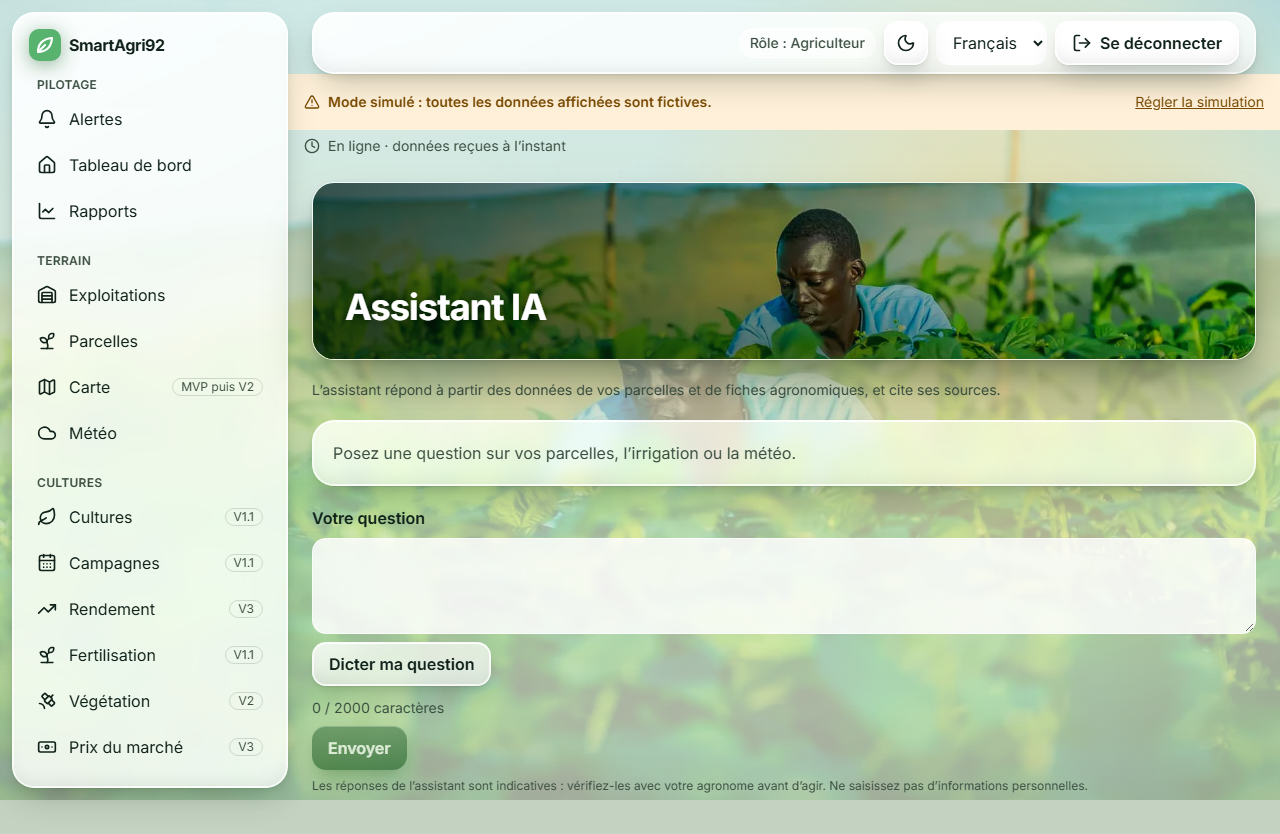 SmartAgri92
PILOTAGE
Alertes
Tableau de bord
Rapports
TERRAIN
Exploitations
Parcelles
Carte MVP puis V2
Météo
CULTURES
Cultures V1.1
Campagnes V1.1
Rendement V3
Fertilisation V1.1
Végétation V2
Prix du marché V3
Rôle : Agriculteur
Français
Se déconnecter
Mode simulé : toutes les données affichées sont fictives.
Régler la simulation
En ligne · données reçues à l’instant
Assistant IA
L’assistant répond à partir des données de vos parcelles et de fiches agronomiques, et cite ses sources.
Posez une question sur vos parcelles, l’irrigation ou la météo.
Votre question
Dicter ma question
0 / 2000 caractères
Envoyer
Les réponses de l’assistant sont indicatives : vérifiez-les avec votre agronome avant d’agir. Ne saisissez pas d’informations personnelles.